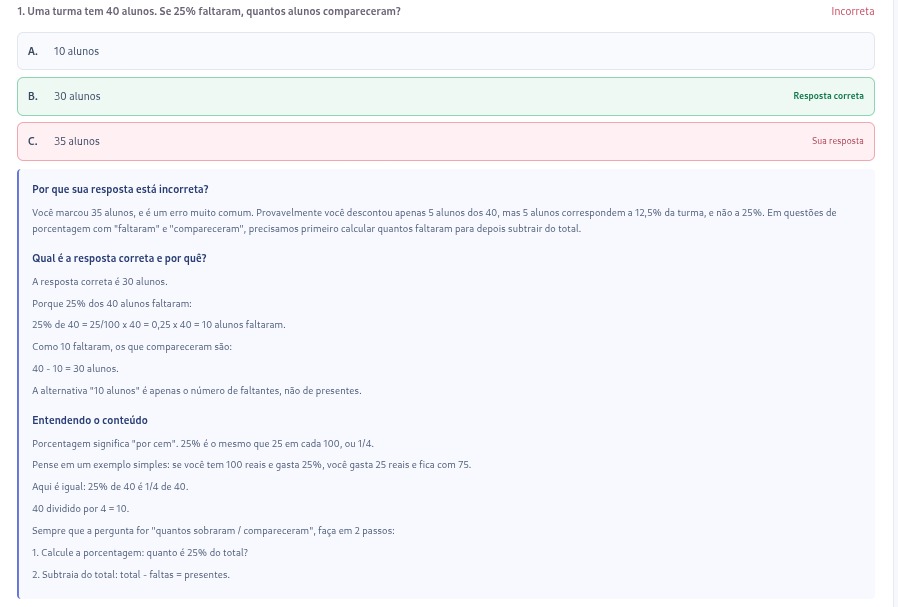 1. Uma turma tem 40 alunos. Se 25% faltaram, quantos alunos compareceram? Incorreta
A. 10 alunos
B. 30 alunos Resposta correta
C. 35 alunos Sua resposta
Por que sua resposta está incorreta?
Você marcou 35 alunos, e é um erro muito comum. Provavelmente você descontou apenas 5 alunos dos 40, mas 5 alunos correspondem a 12,5% da turma, e não a 25%. Em questões de
porcentagem com "faltaram" e "compareceram", precisamos primeiro calcular quantos faltaram para depois subtrair do total.
Qual é a resposta correta e por quê?
A resposta correta é 30 alunos.
Porque 25% dos 40 alunos faltaram:
25% de 40 = 25/100 x 40 = 0,25 x 40 = 10 alunos faltaram.
Como 10 faltaram, os que compareceram são:
40 - 10 = 30 alunos.
A alternativa "10 alunos" é apenas o número de faltantes, não de presentes.
Entendendo o conteúdo
Porcentagem significa "por cem". 25% é o mesmo que 25 em cada 100, ou 1/4.
Pense em um exemplo simples: se você tem 100 reais e gasta 25%, você gasta 25 reais e fica com 75.
Aqui é igual: 25% de 40 é 1/4 de 40.
40 dividido por 4 = 10.
Sempre que a pergunta for "quantos sobraram / compareceram", faça em 2 passos:
1. Calcule a porcentagem: quanto é 25% do total?
2. Subtraia do total: total - faltas = presentes.